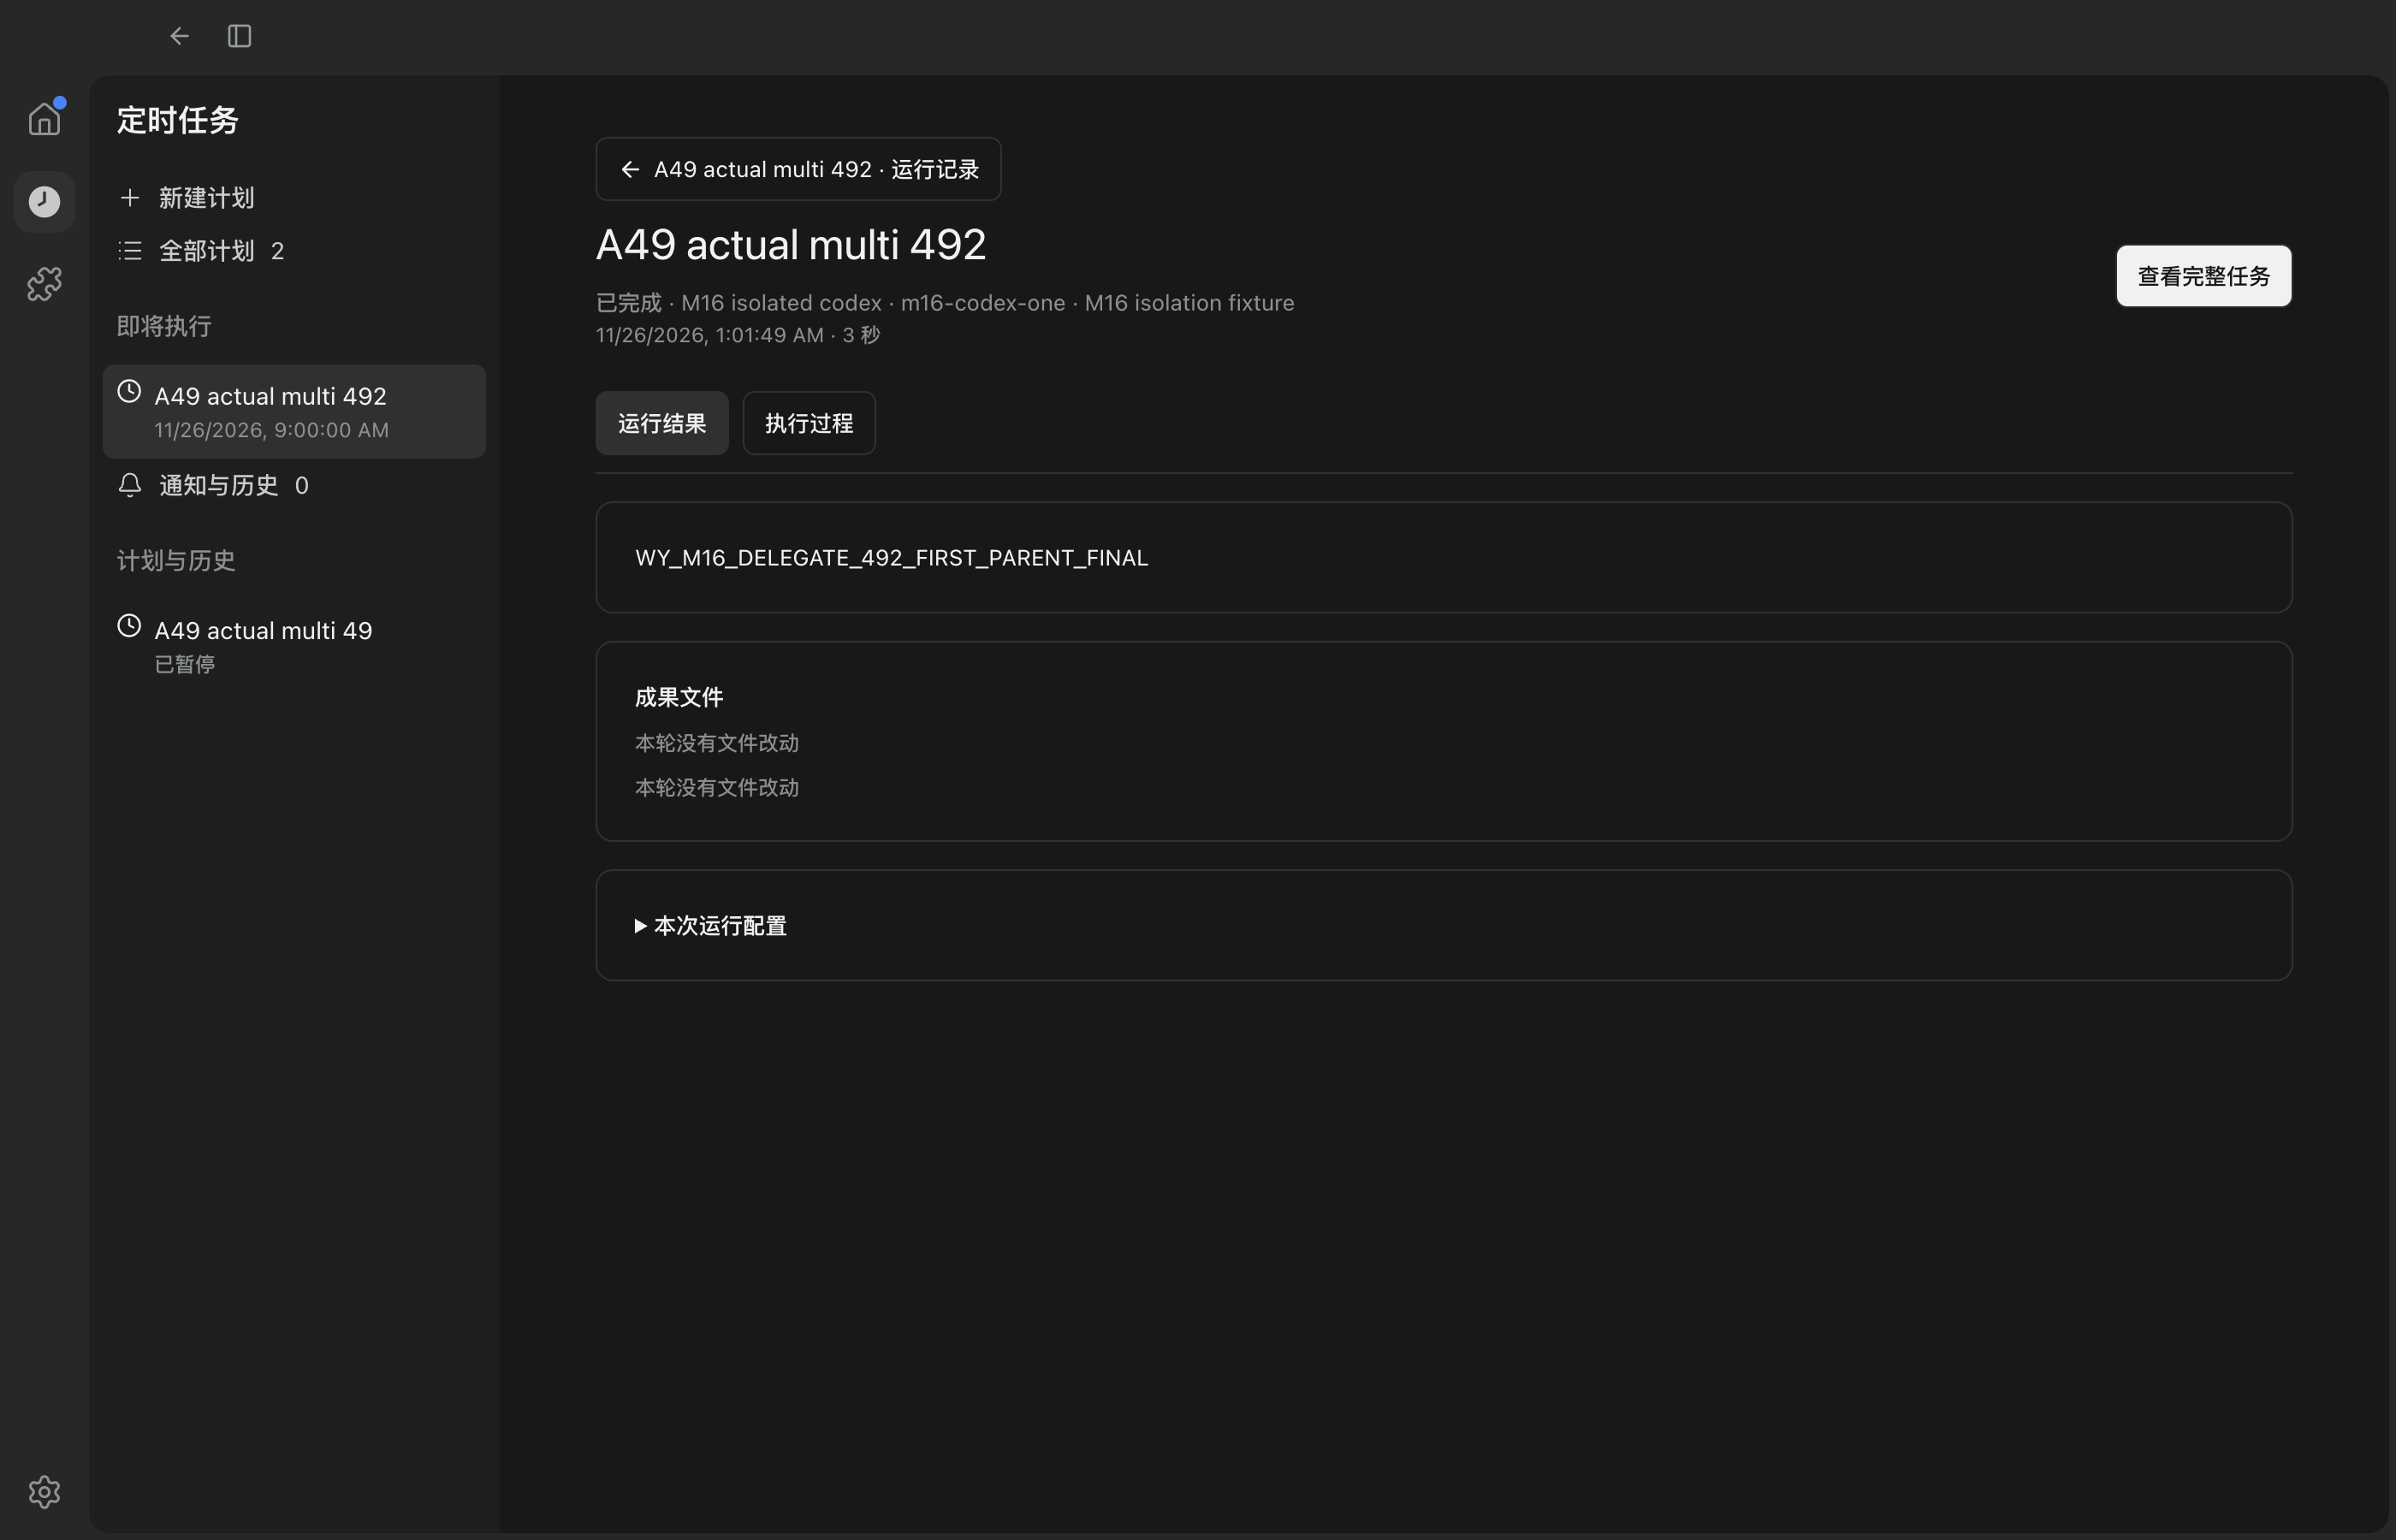 定时任务
新建计划
全部计划 2
即将执行
A49 actual multi 492
11/26/2026, 9:00:00 AM
通知与历史 0
计划与历史
A49 actual multi 49
已暂停
A49 actual multi 492 · 运行记录
A49 actual multi 492
已完成 · M16 isolated codex · m16-codex-one · M16 isolation fixture
11/26/2026, 1:01:49 AM · 3 秒
查看完整任务
运行结果
执行过程
WY_M16_DELEGATE_492_FIRST_PARENT_FINAL
成果文件
本轮没有文件改动
本轮没有文件改动
本次运行配置